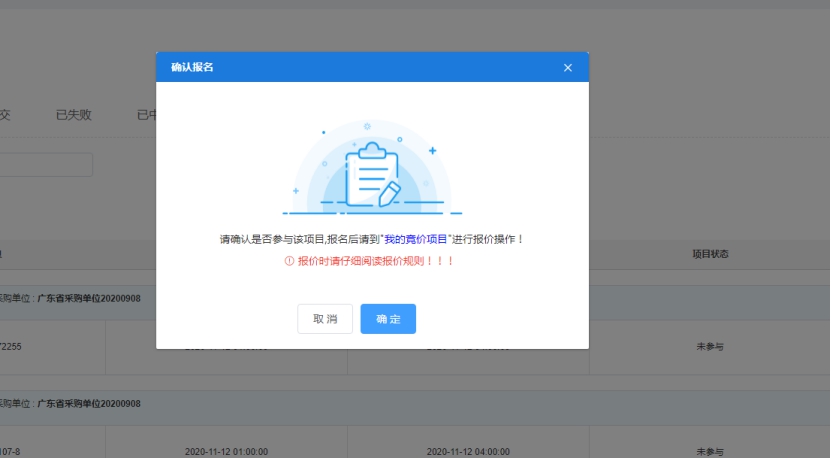 确认报名
交 已失败 已中
请确认是否参与该项目,报名后请到"我的竞价项目"进行报价操作！
报价时请仔细阅读报价规则！！！
项目状态
采购单位 : 广东省采购单位20200908
取 消 确 定
72255 2020-11-12 01:00:00 未参与
采购单位 : 广东省采购单位20200908
107-8 2020-11-12 01:00:00 2020-11-12 04:00:00 未参与